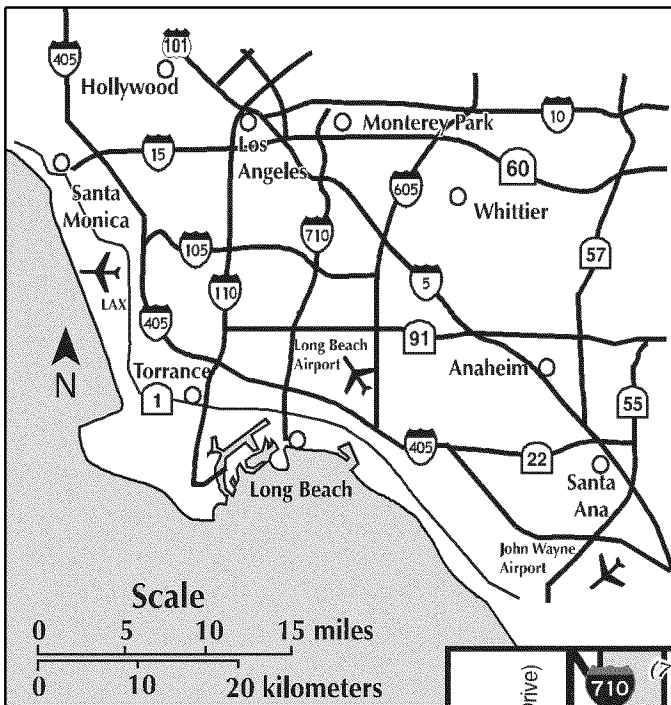 101
405
Hollywood
10
Monterey Park
Los
Angeles
15
60
Santa
Monica
605
Whittier
710
105
57
LAX
110
5
405
91
Long Beach
Airport
Anaheim
N
Torrance
1
55
405
22
Long Beach
Santa
Ana
John Wayne
Airport
Scale
0 5 10 15 miles
0 10 20 kilometers
Drive)
710
(7